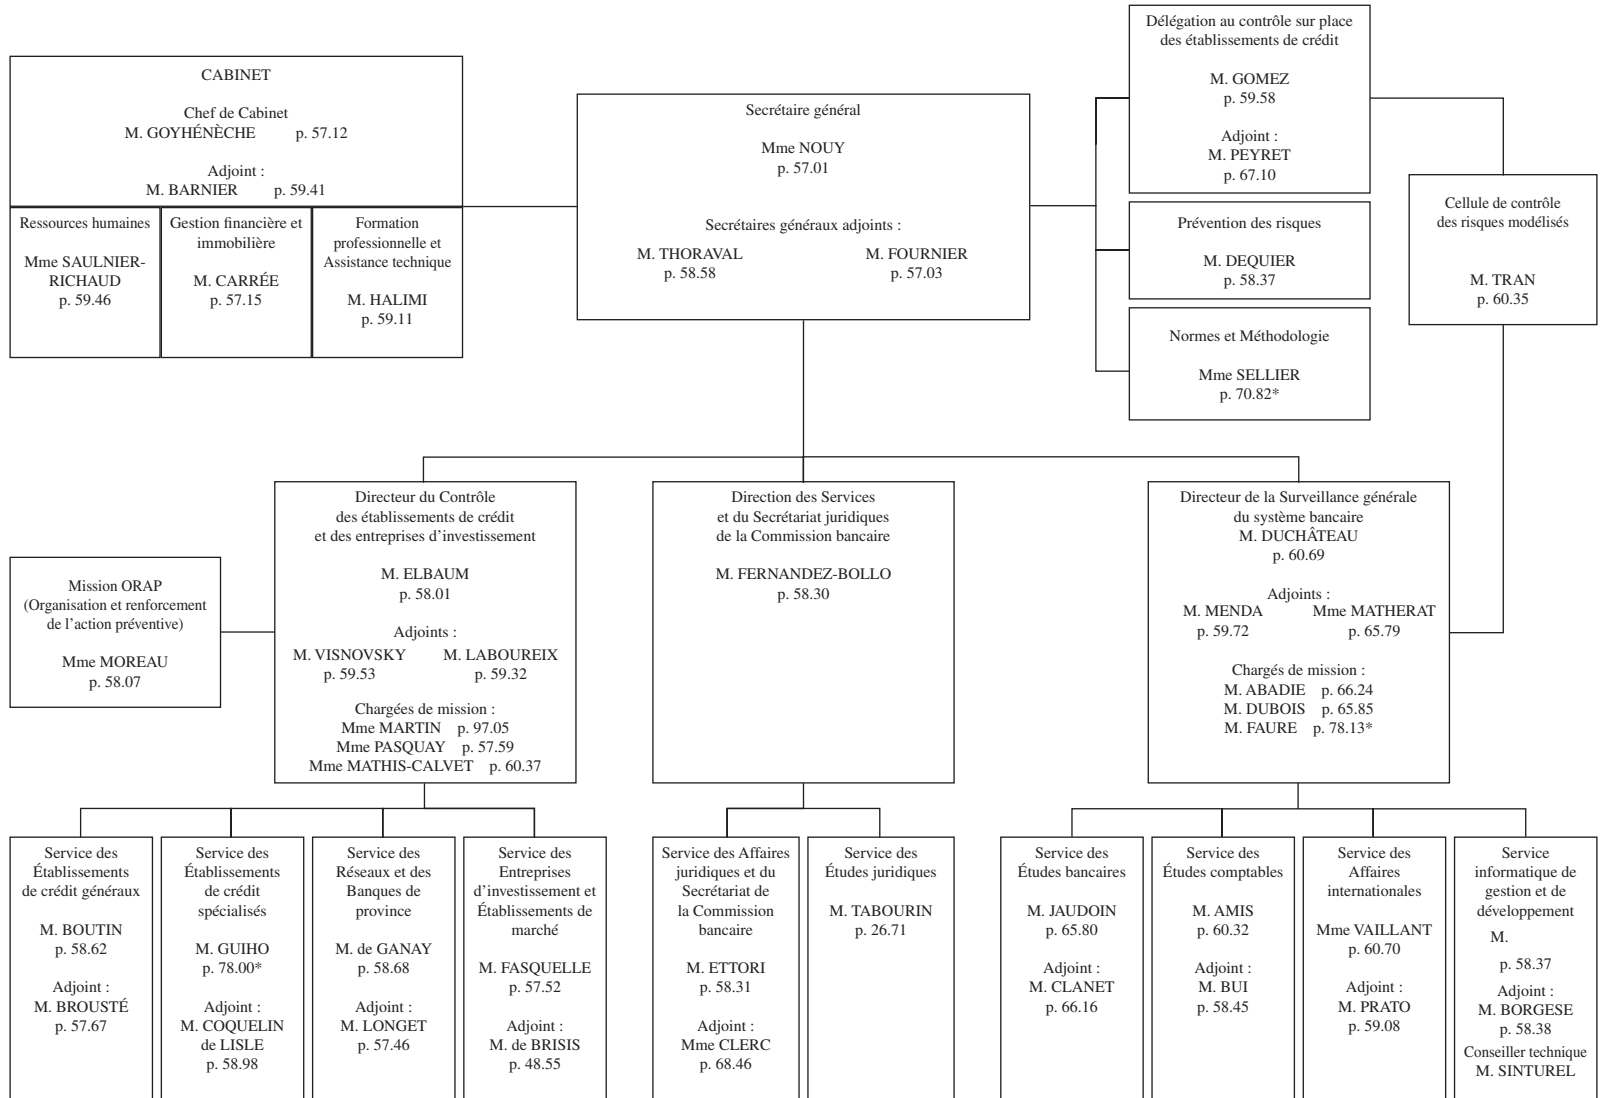 CABINET
Chef de Cabinet
M. GOYHÉNÈCHE p. 57.12
Adjoint :
M. BARNIER p. 59.41
Ressources humaines
Mme SAULNIER-
RICHAUD
p. 59.46
Gestion financière et
immobilière
M. CARRÉE
p. 57.15
Formation
professionnelle et
Assistance technique
M. HALIMI
p. 59.11
Secrétaire général
Mme NOUY
p. 57.01
Secrétaires généraux adjoints :
M. THORAVAL
p. 58.58
M. FOURNIER
p. 57.03
Délégation au contrôle sur place
des établissements de crédit
M. GOMEZ
p. 59.58
Adjoint :
M. PEYRET
p. 67.10
Prévention des risques
M. DEQUIER
p. 58.37
Normes et Méthodologie
Mme SELLIER
p. 70.82*
Cellule de contrôle
des risques modélisés
M. TRAN
p. 60.35
Mission ORAP
(Organisation et renforcement
de l'action préventive)
Mme MOREAU
p. 58.07
Directeur du Contrôle
des établissements de crédit
et des entreprises d'investissement
M. ELBAUM
p. 58.01
Adjoints :
M. VISNOVSKY
p. 59.53
M. LABOUREIX
p. 59.32
Chargées de mission :
Mme MARTIN p. 97.05
Mme PASQUAY p. 57.59
Mme MATHIS-CALVET p. 60.37
Direction des Services
et du Secrétariat juridiques
de la Commission bancaire
M. FERNANDEZ-BOLLO
p. 58.30
Directeur de la Surveillance générale
du système bancaire
M. DUCHÂTEAU
p. 60.69
Adjoints :
M. MENDA
p. 59.72
Mme MATHERAT
p. 65.79
Chargés de mission :
M. ABADIE p. 66.24
M. DUBOIS p. 65.85
M. FAURE p. 78.13*
Service des
Établissements
de crédit généraux
M. BOUTIN
p. 58.62
Adjoint :
M. BROUSTÉ
p. 57.67
Service des
Établissements
de crédit
spécialisés
M. GUIHO
p. 78.00*
Adjoint :
M. COQUELIN
de LISLE
p. 58.98
Service des
Réseaux et des
Banques de
province
M. de GANAY
p. 58.68
Adjoint :
M. LONGET
p. 57.46
Service des
Entreprises
d'investissement et
Établissements de
marché
M. FASQUELLE
p. 57.52
Adjoint :
M. de BRISIS
p. 48.55
Service des Affaires
juridiques et du
Secrétariat de
la Commission
bancaire
M. ETTORI
p. 58.31
Adjoint :
Mme CLERC
p. 68.46
Service des
Études juridiques
M. TABOURIN
p. 26.71
Service des
Études bancaires
M. JAUDOIN
p. 65.80
Adjoint :
M. CLANET
p. 66.16
Service des
Études comptables
M. AMIS
p. 60.32
Adjoint :
M. BUI
p. 58.45
Service des
Affaires
internationales
Mme VAILLANT
p. 60.70
Adjoint :
M. PRATO
p. 59.08
Service
informatique de
gestion et de
développement
M.
p. 58.37
Adjoint :
M. BORGESE
p. 58.38
Conseiller technique
M. SINTUREL